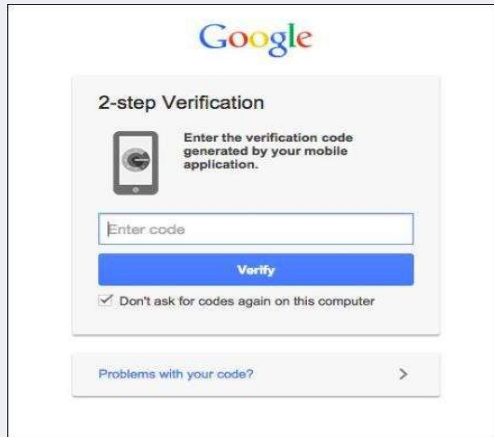 Google
2-step Verification
Enter the verification code
generated by your mobile
application.
Enter code
Verify
Don't ask for codes again on this computer
Problems with your code?